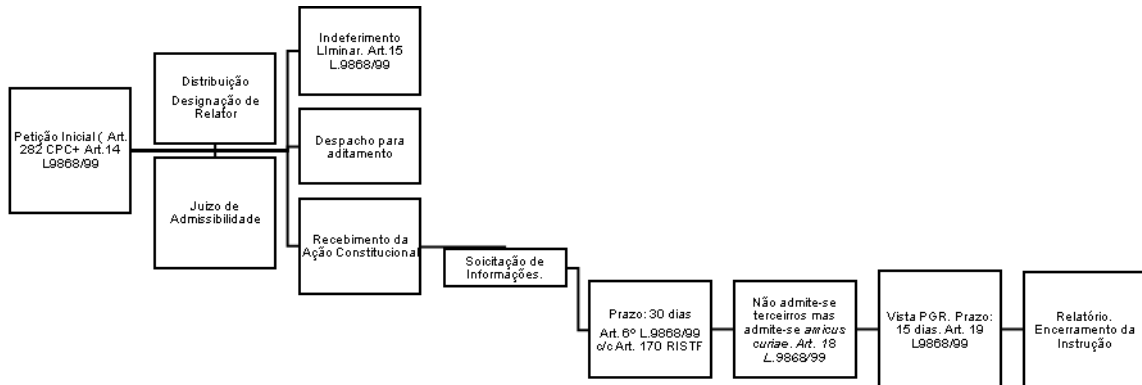 Petição Inicial ( Art.
282 CPC+ Art.14
L9868/99
Distribuição
Designação de
Relator
Juizo de
Admissibilidade
Indeferimento
LIminar. Art.15
L.9868/99
Despacho para
aditamento
Recebimento da
Ação Constitucional
Soicitação de
Informações.
Prazo: 30 dias
Art. 6º L.9868/99
c/c Art. 170 RISTF
Não admite-se
terceiros mas
admite-se amicus
curiae. Art. 18
L.9868/99
Vista PGR. Prazo:
15 dias. Art. 19
L9868/99
Relatório.
Encerramento da
Instrução